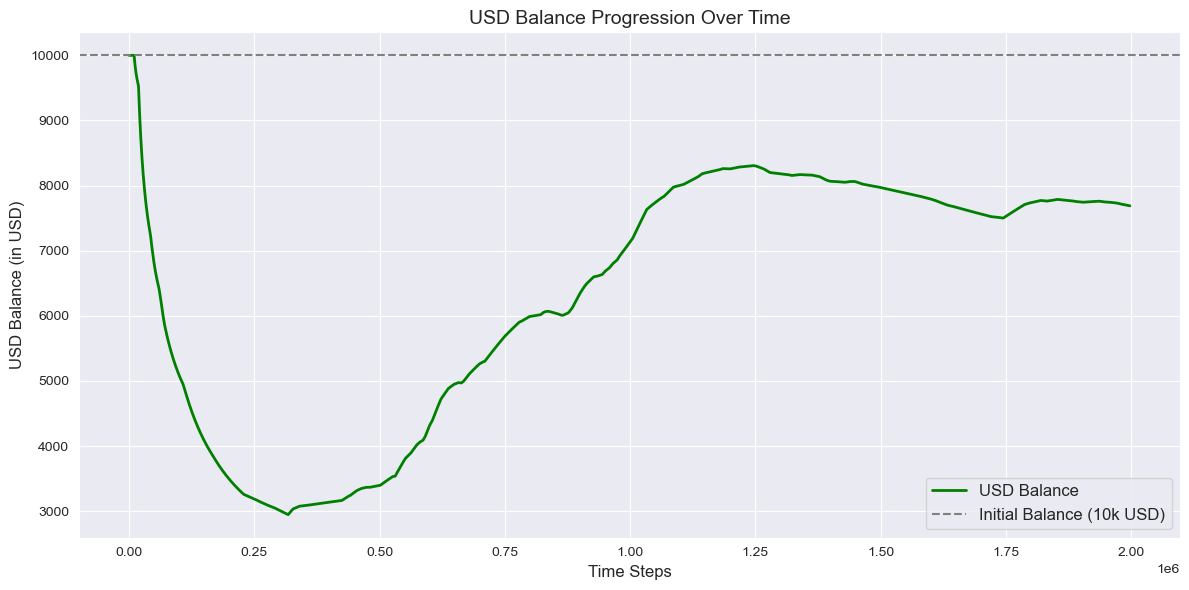 USD Balance Progression Over Time
USD Balance (in USD)
10000
9000
8000
7000
6000
5000
4000
3000
USD Balance
Initial Balance (10k USD)
0.00 0.25 0.50 0.75 1.00 1.25 1.50 1.75 2.00
1e6
Time Steps